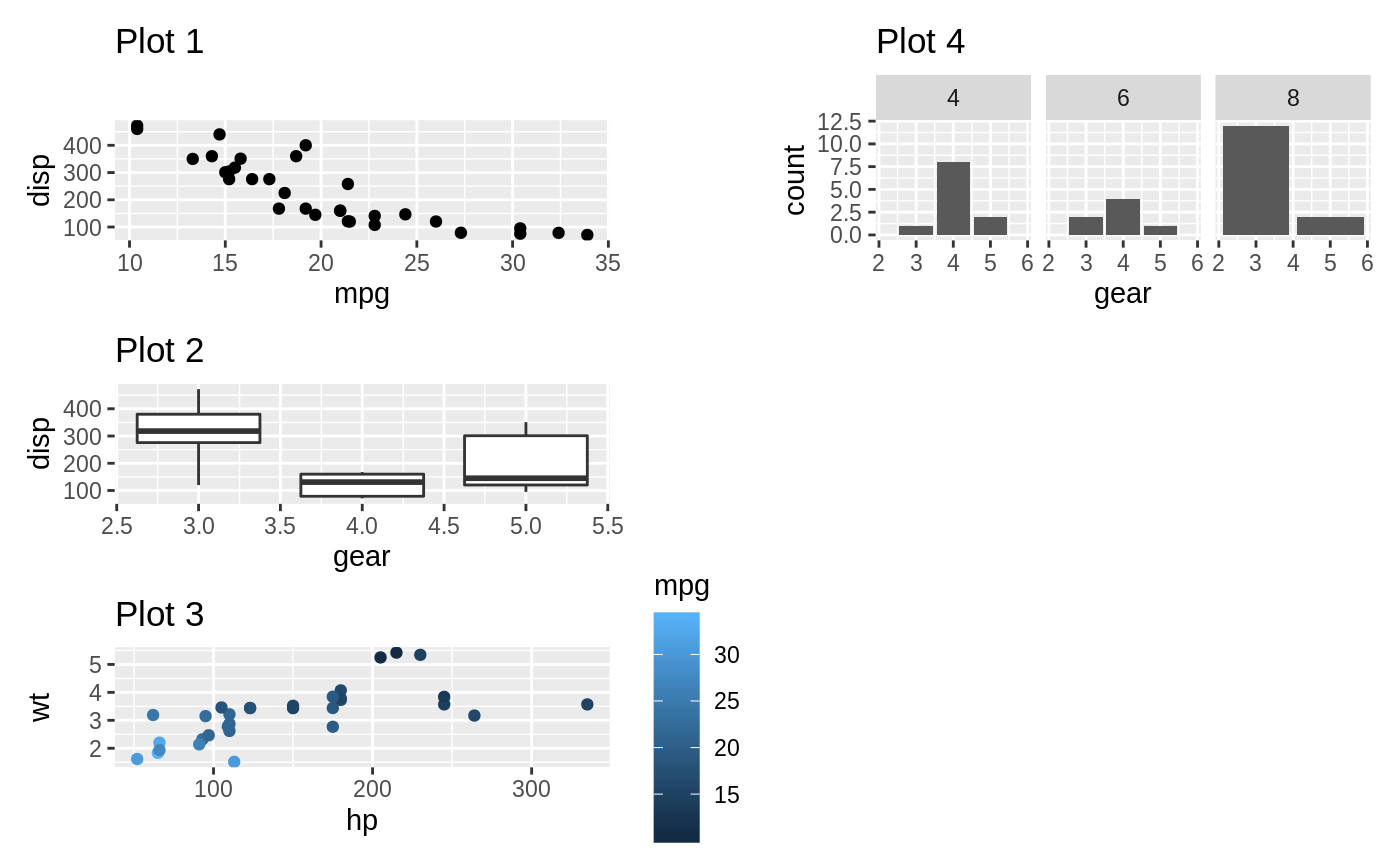 Plot 1
disp
400
300
200
100
10 15 20 25 30 35
mpg
Plot 2
disp
400
300
200
100
2.5 3.0 3.5 4.0 4.5 5.0 5.5
gear
Plot 3
wt
5
4
3
2
100 200 300
hp
mpg
30
25
20
15
Plot 4
4 6 8
count
12.5
10.0
7.5
5.0
2.5
0.0
2 3 4 5 6 2 3 4 5 6 2 3 4 5 6
gear